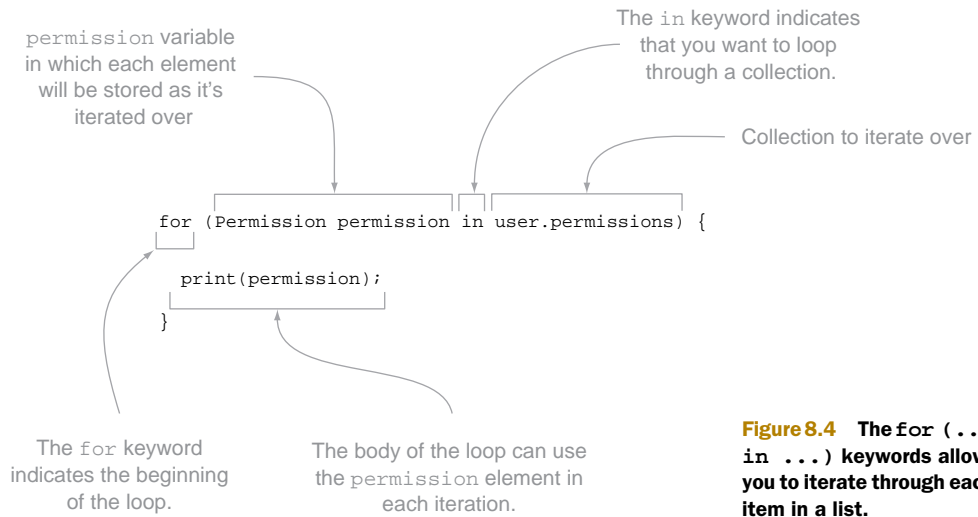 permission variable
in which each element
will be stored as it's
iterated over
The in keyword indicates
that you want to loop
through a collection.
Collection to iterate over
for (Permission permission in user.permissions) {
print(permission);
}
The for keyword
indicates the beginning
of the loop.
The body of the loop can use
the permission element in
each iteration.
Figure 8.4 The for (..
in ...) keywords allow
you to iterate through
item in a list.